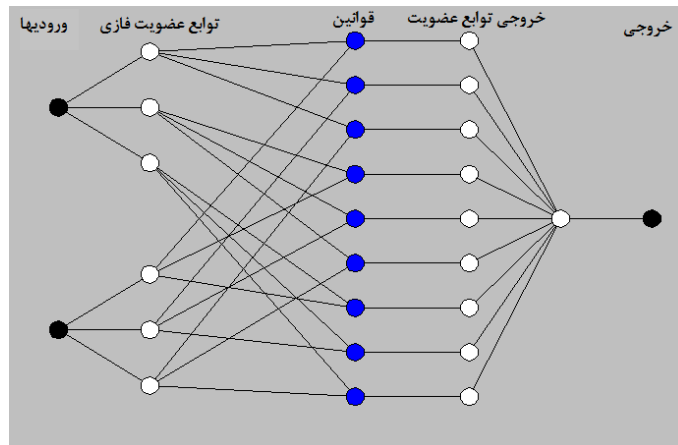 ورودیها
توابع عضویت فازی
قوانین
خروجی توابع عضویت
خروجی